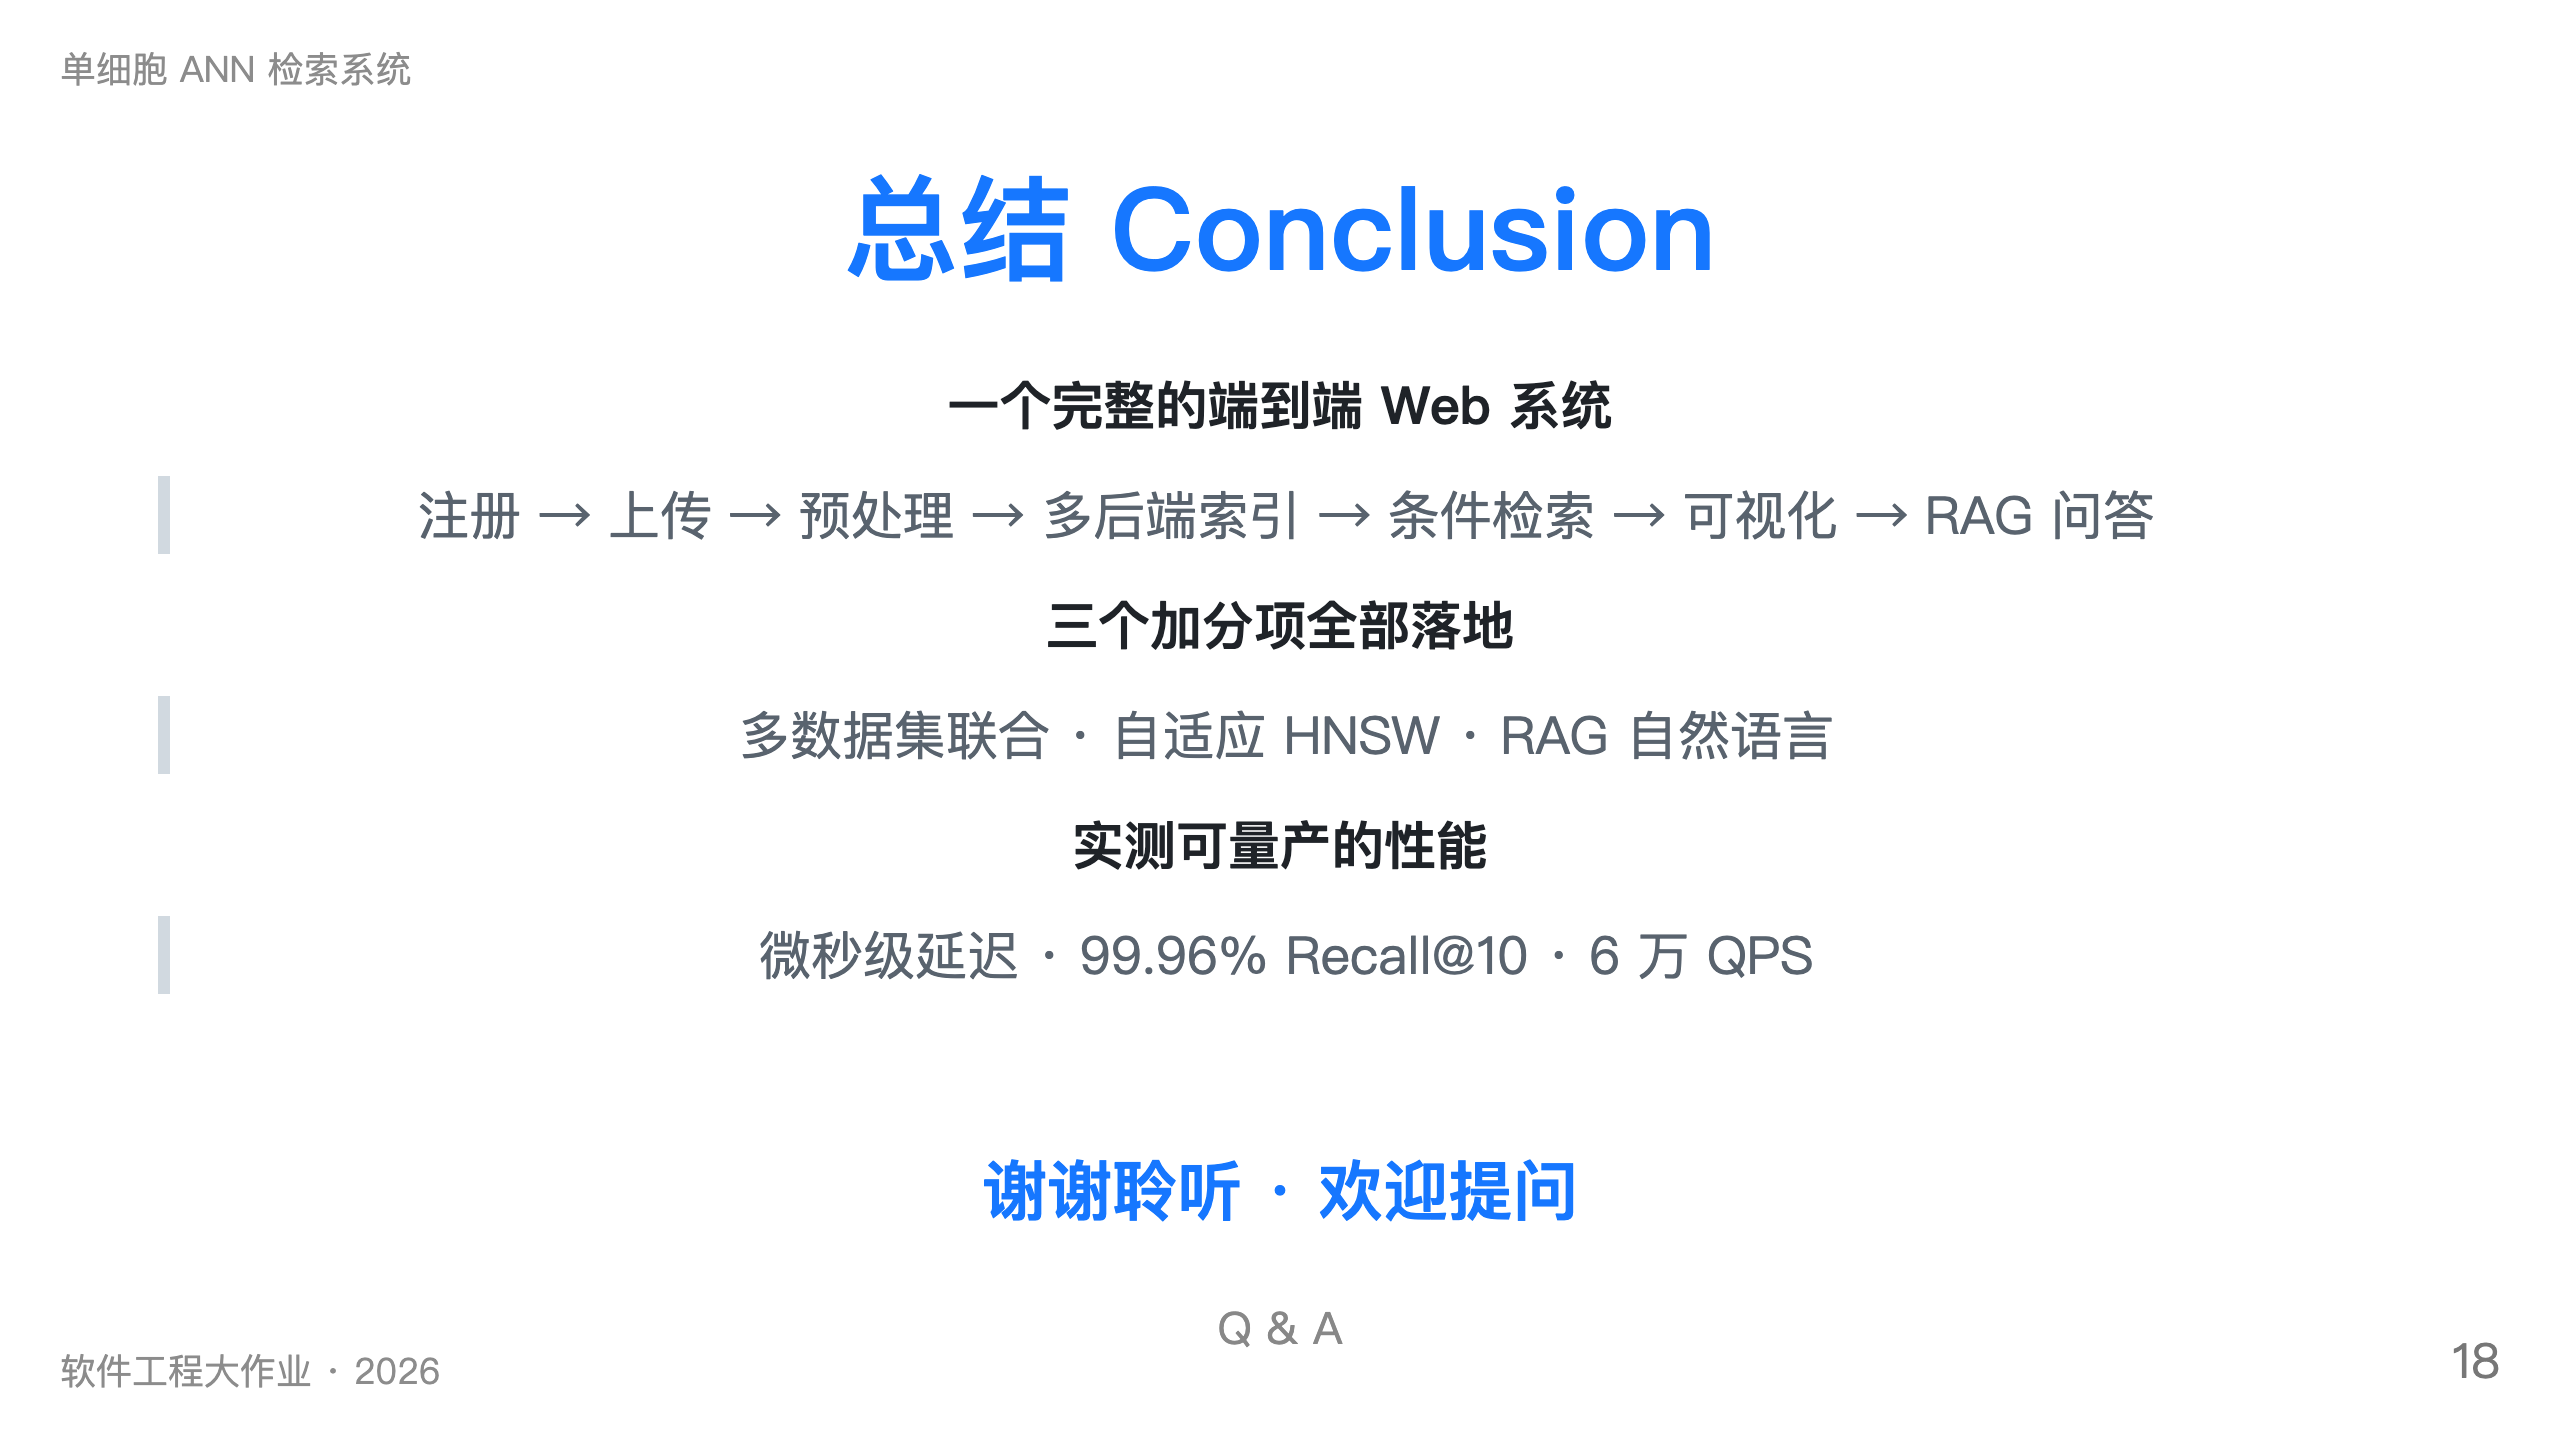 单细胞 ANN 检索系统
总结 Conclusion
一个完整的端到端 Web 系统
注册 → 上传 → 预处理 → 多后端索引 → 条件检索 → 可视化 → RAG 问答
三个加分项全部落地
多数据集联合 · 自适应 HNSW · RAG 自然语言
实测可量产的性能
微秒级延迟 · 99.96% Recall@10 · 6 万 QPS
谢谢聆听 · 欢迎提问
Q & A
软件工程大作业 · 2026
18